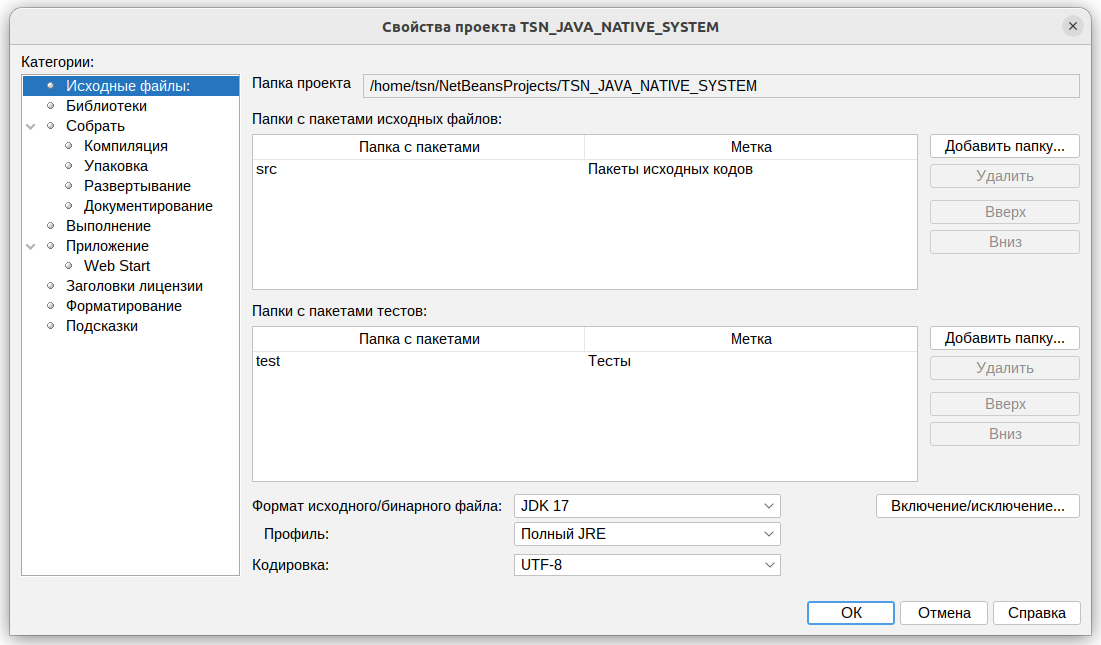 Свойства проекта TSN_JAVA_NATIVE_SYSTEM
Категории:
Исходные файлы:
Библиотеки
Собрать
Компиляция
Упаковка
Развертывание
Документирование
Выполнение
Приложение
Web Start
Заголовки лицензии
Форматирование
Подсказки
Папка проекта /home/tsn/NetBeansProjects/TSN_JAVA_NATIVE_SYSTEM
Папки с пакетами исходных файлов:
Папка с пакетами Метка
src Пакеты исходных кодов
Добавить папку...
Удалить
Вверх
Вниз
Папки с пакетами тестов:
Папка с пакетами Метка
test Тесты
Добавить папку...
Удалить
Вверх
Вниз
Формат исходного/бинарного файла: JDK 17 Включение/исключение...
Профиль: Полный JRE
Кодировка: UTF-8
ОК Отмена Справка